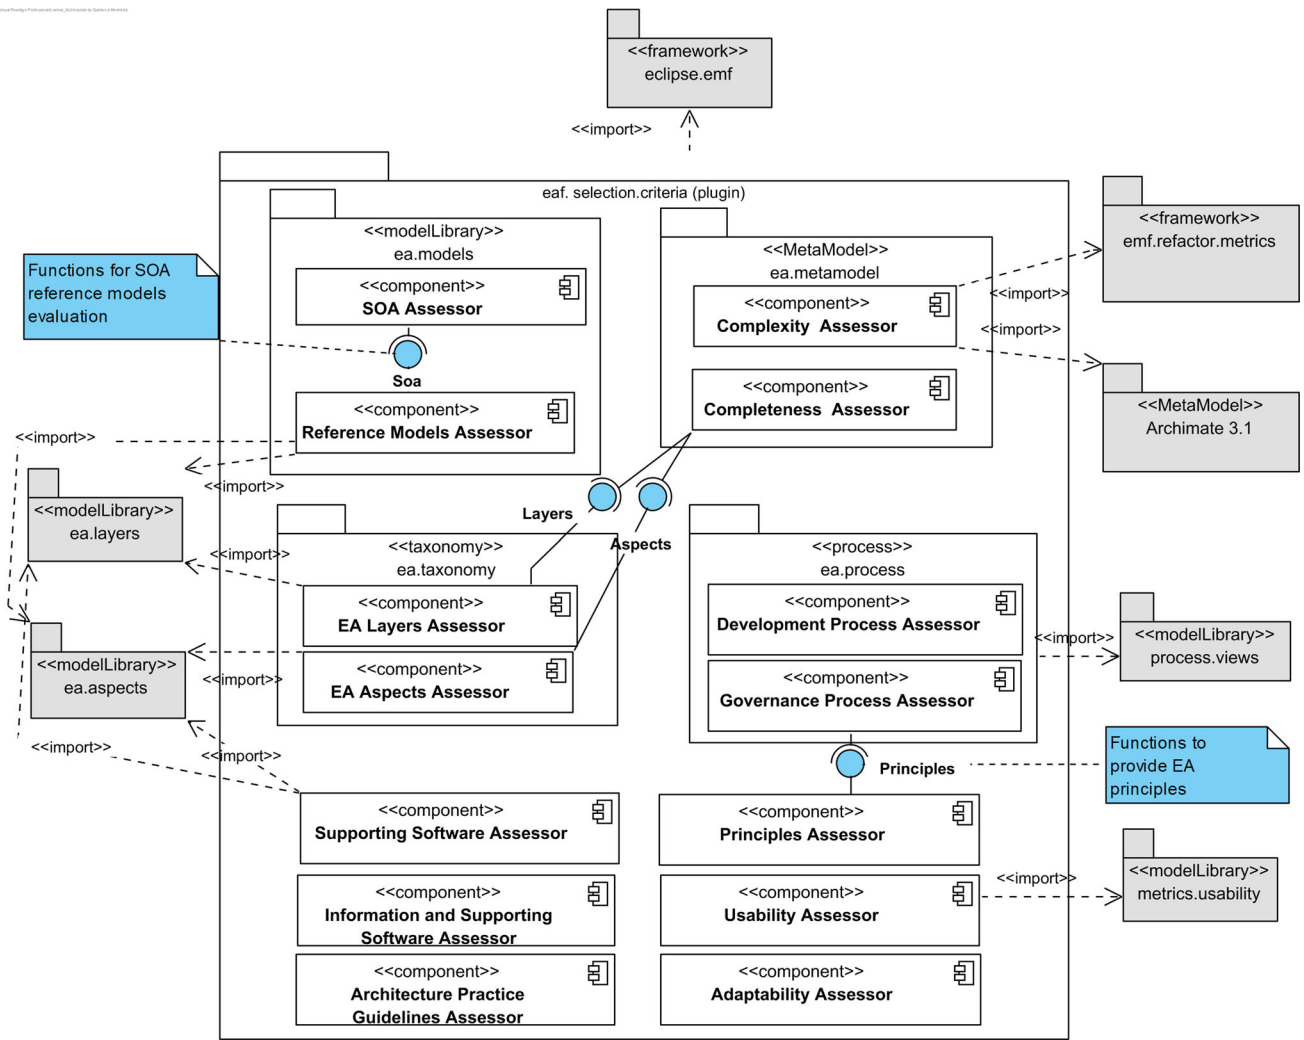 <<framework>>
eclipse.emf
<<import>>
eaf. selection.criteria (plugin)
<<modelLibrary>>
ea.models
<<component>>
SOA Assessor
Soa
<<component>>
Reference Models Assessor
Functions for SOA
reference models
evaluation
<<MetaModel>>
ea.metamodel
<<component>>
Complexity Assessor
<<component>>
Completeness Assessor
<<framework>>
emf.refactor.metrics
<<import>>
<<import>>
<<MetaModel>>
Archimate 3.1
<<import>>
<<import>>
<<modelLibrary>>
ea.layers
<<import>>
Layers
Aspects
<<taxonomy>>
ea.taxonomy
<<component>>
EA Layers Assessor
<<component>>
EA Aspects Assessor
<<modelLibrary>>
ea.aspects
<<import>>
<<import>>
<<import>>
<<process>>
ea.process
<<component>>
Development Process Assessor
<<component>>
Governance Process Assessor
<<import>>
<<modelLibrary>>
process.views
Principles
Functions to
provide EA
principles
<<component>>
Supporting Software Assessor
<<component>>
Principles Assessor
<<component>>
Information and Supporting
Software Assessor
<<component>>
Usability Assessor
<<import>>
<<modelLibrary>>
metrics.usability
<<component>>
Architecture Practice
Guidelines Assessor
<<component>>
Adaptability Assessor